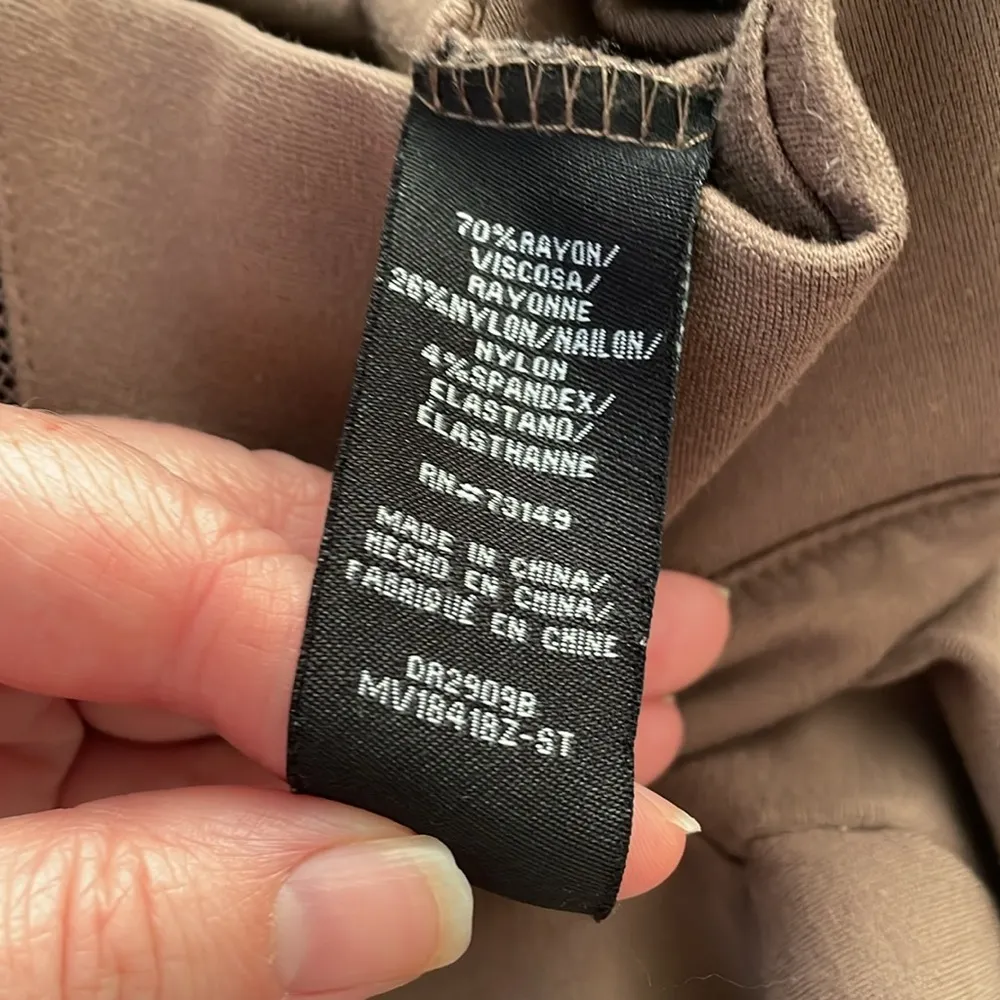 70%RAYON/
VISCOSA/
RAYONNE
26%NYLON/NAILON/
NYLON
4%SPANDEX/
ELASTANO/
ELASTHANNE
RN#73149
MADE IN CHINA/
HECHO EN CHINA/
FABRIQUÉ EN CHINE
DR2909B
MV18418Z-ST